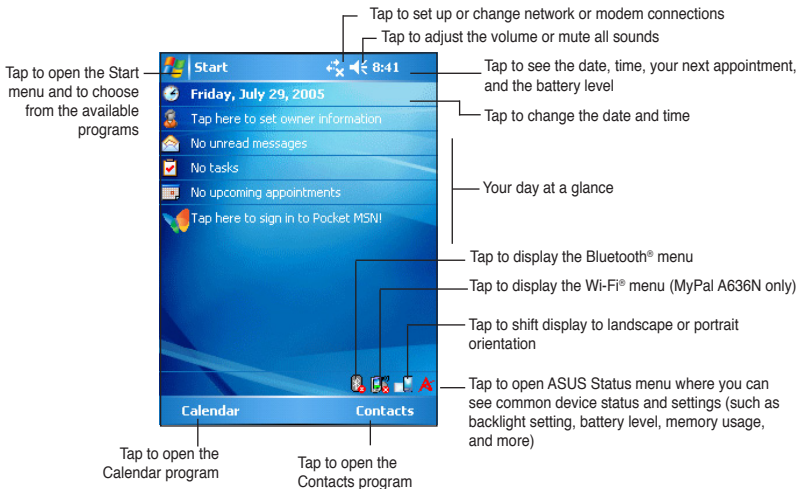 Tap to set up or change network or modem connections
Tap to adjust the volume or mute all sounds
Tap to open the Start
menu and to choose
from the available
programs
Start
8:41
Tap to see the date, time, your next appointment,
and the battery level
Friday, July 29, 2005
Tap to change the date and time
Tap here to set owner information
No unread messages
No tasks
No upcoming appointments
Your day at a glance
Tap here to sign in to Pocket MSN!
Tap to display the Bluetooth® menu
Tap to display the Wi-Fi® menu (MyPal A636N only)
Tap to shift display to landscape or portrait
orientation
Tap to open ASUS Status menu where you can
see common device status and settings (such as
backlight setting, battery level, memory usage,
and more)
Calendar
Contacts
Tap to open the
Calendar program
Tap to open the
Contacts program